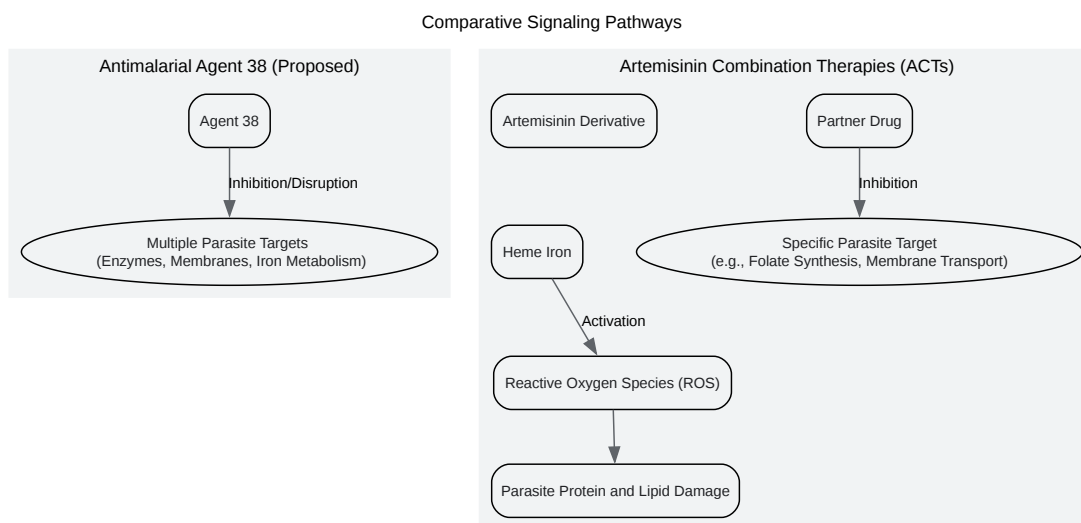 Comparative Signaling Pathways
Antimalarial Agent 38 (Proposed)
Agent 38
Inhibition/Disruption
Multiple Parasite Targets
(Enzymes, Membranes, Iron Metabolism)
Artemisinin Combination Therapies (ACTs)
Artemisinin Derivative
Partner Drug
Inhibition
Heme Iron
Specific Parasite Target
(e.g., Folate Synthesis, Membrane Transport)
Activation
Reactive Oxygen Species (ROS)
Parasite Protein and Lipid Damage